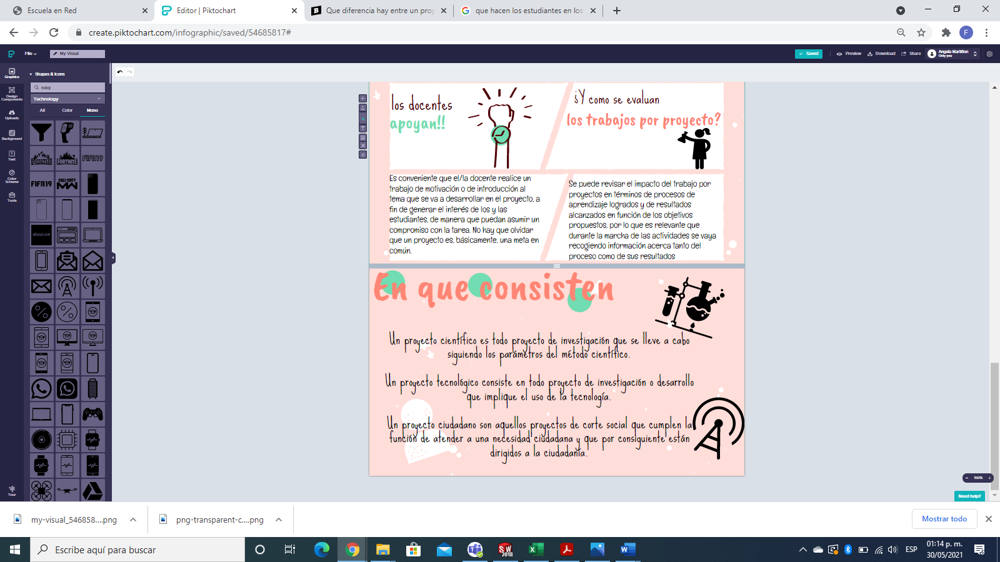 Escuela en Red
Editor | Piktochart
Que diferencia hay entre un proy
que hacen los estudiantes en los
create.piktochart.com/infographic/saved/54685817#
F
File
My Visual
Saved
Preview
Download
Share
Angela Martiñon
Only you
Graphics
Design Components
Uploads
Background
Text
Color Scheme
Tools
Tour
Shapes & Icons
reloj
Technology
All
Color
Mono
FORTNITE
FORTNITE
FIFA19
FIFA19
CALL OF DUTY
MW
about.me
los docentes
apoyan!!
¿Y como se evaluan
los trabajos por proyecto?
Es conveniente que el/la docente realice un
trabajo de motivación o de introducción al
tema que se va a desarrollar en el proyecto, a
fin de generar el interés de los y las
estudiantes, de manera que puedan asumir un
compromiso con la tarea. No hay que olvidar
que un proyecto es, básicamente, una meta en
común.
Se puede revisar el impacto del trabajo por
proyectos en términos de procesos de
aprendizaje logrados y de resultados
alcanzados en función de los objetivos
propuestos, por lo que es relevante que
durante la marcha de las actividades se vaya
recogiendo información acerca tanto del
proceso como de sus resultados
En que consisten
Un proyecto científico es todo proyecto de investigación que se lleve a cabo
siguiendo los parámetros del método científico.
Un proyecto tecnológico consiste en todo proyecto de investigación o desarrollo
que implique el uso de la tecnología.
Un proyecto ciudadano son aquellos proyectos de corte social que cumplen la
función de atender a una necesidad ciudadana y que por consiguiente están
dirigidos a la ciudadanía.
150%
Need help?
my-visual_546858....png
png-transparent-c....png
Mostrar todo
Escribe aquí para buscar
SW
2018
ESP
01:14 p. m.
30/05/2021